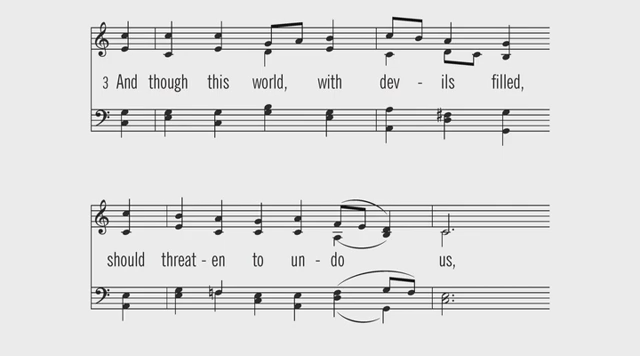 3 And though this world, with dev - ils filled,
should threat - en to un - do us,